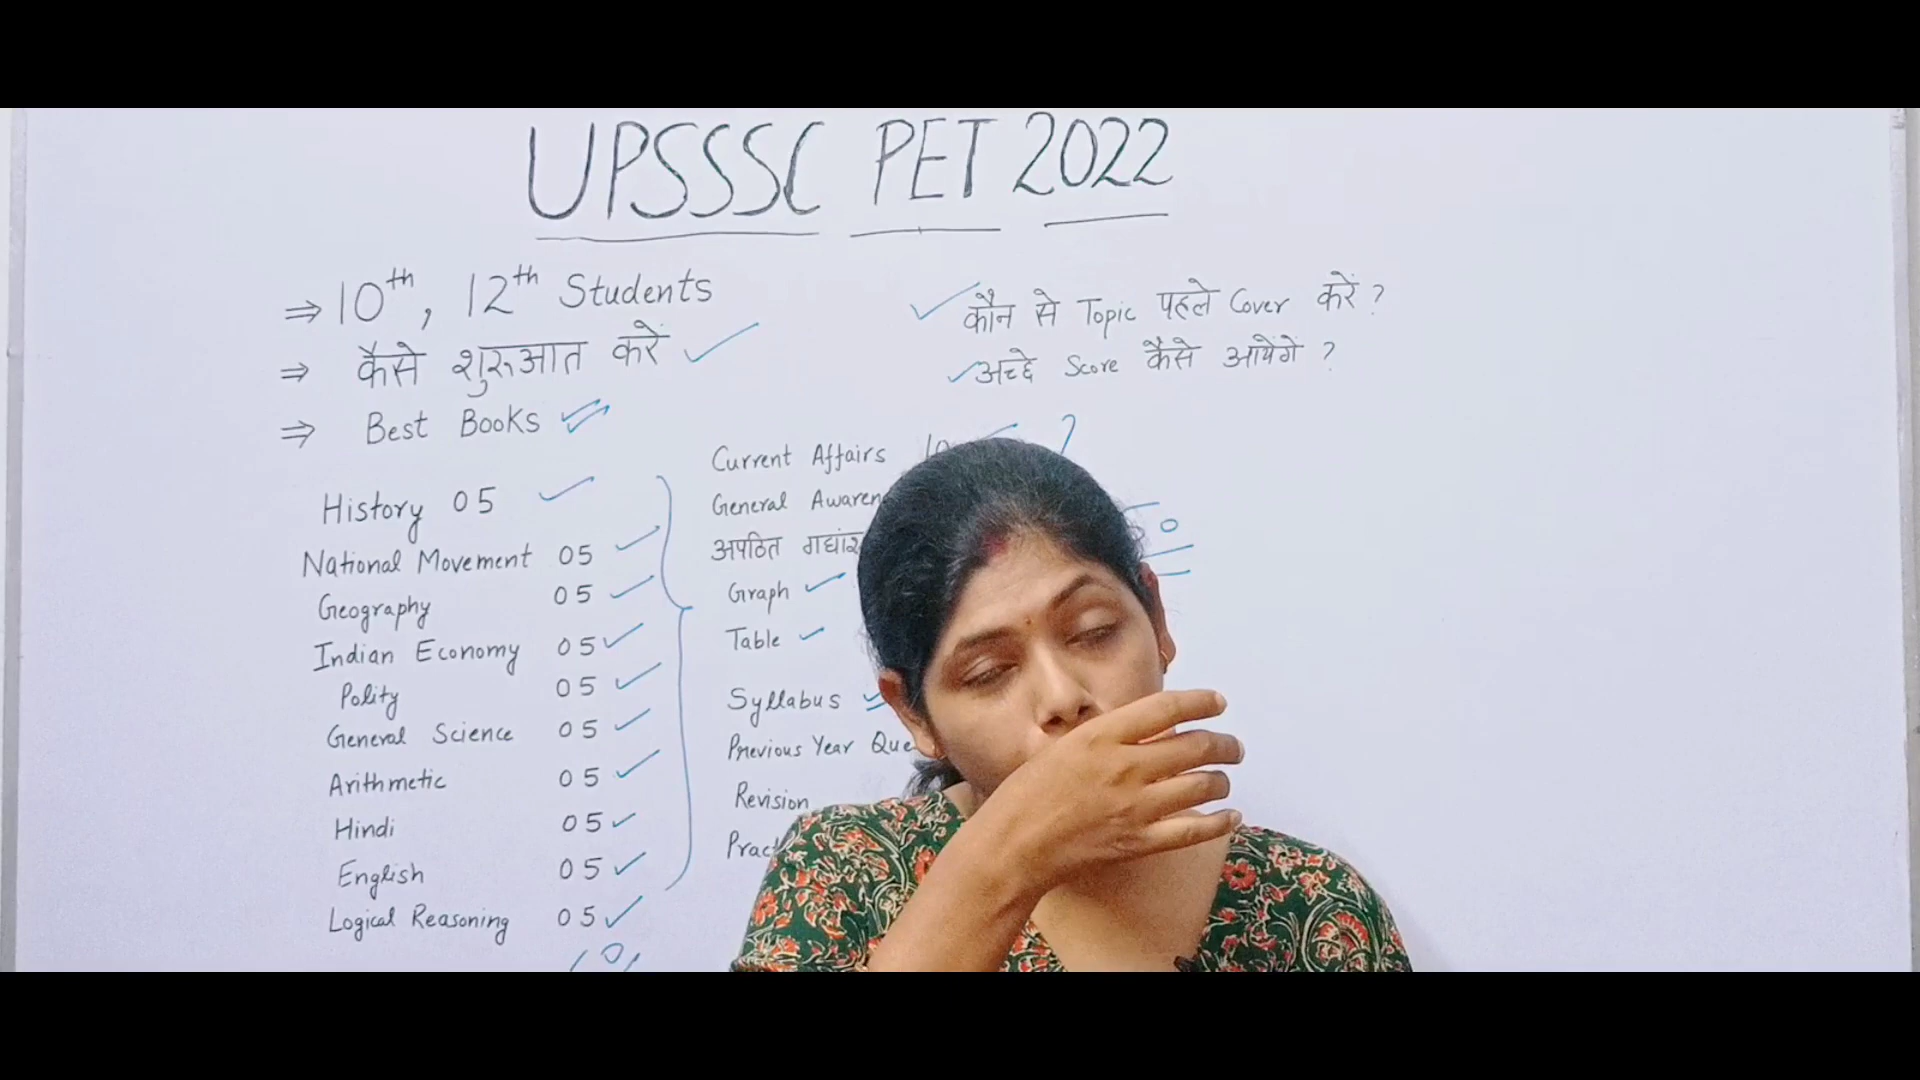 UPSSSC PET 2022
⇒ 10th, 12th Students
⇒ कैसे शुरुआत करें
⇒ Best Books
कौन से Topic पहले Cover करें ?
अच्छे Score कैसे आयेंगे ?
History 05
National Movement 05
Geography 05
Indian Economy 05
Polity 05
General Science 05
Arithmetic 05
Hindi 05
English 05
Logical Reasoning 05
Current Affairs 10
General
अपठित
Graph
Table
Syllabus
Previous Year
Revision